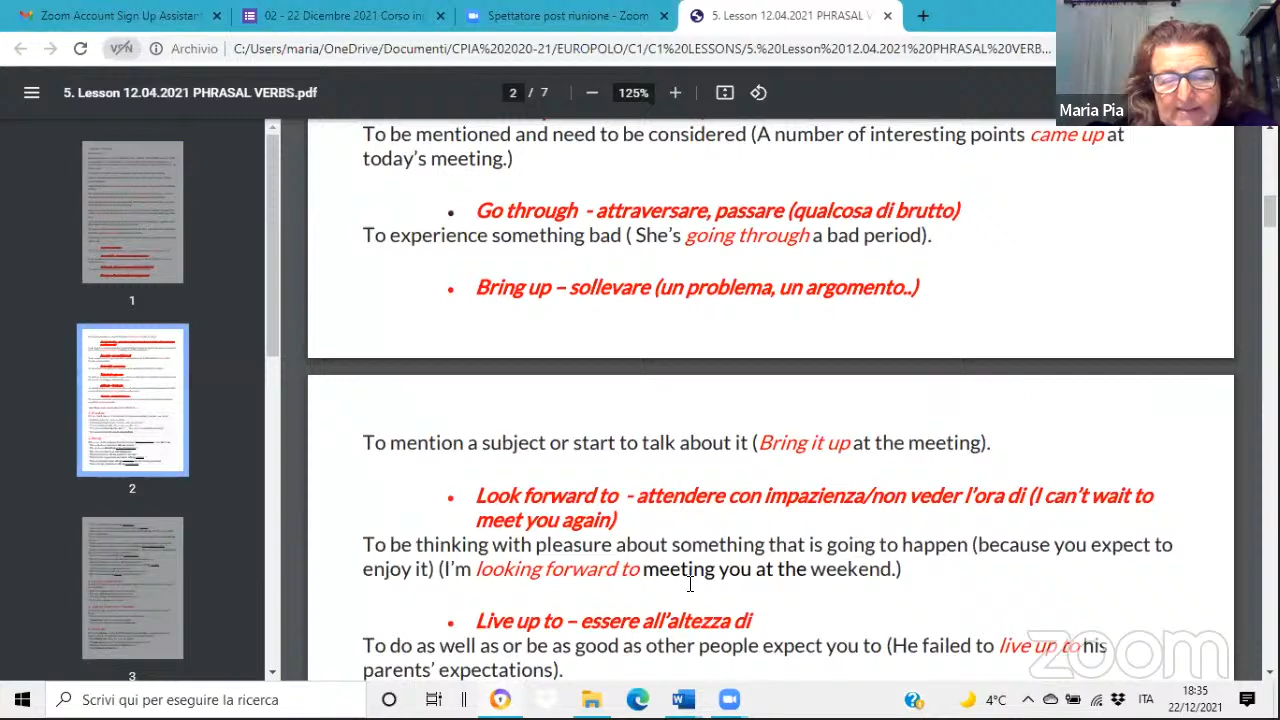 Account Sign Up Assistan
02 - 22 Dicembre 2021 Corso in
Spettatore post riunione - Zoom
5. Lesson 12.04.2021 PHRASAL V
VPN
Archivio
C:/Users/maria/OneDrive/Documenti/CPIA%202020-21/EUROPOLO/C1/C1%20LESSONS/5.%20Lesson%2012.04.2021%20PHRASAL%20VERB...
5. Lesson 12.04.2021 PHRASAL VERBS.pdf
2 / 7
125%
Maria Pia
To be mentioned and need to be considered (A number of interesting points came up at
today's meeting.)
• Go through - attraversare, passare (qualcosa di brutto)
To experience something bad ( She's going through a bad period).
• Bring up – sollevare (un problema, un argomento..)
To mention a subject or start to talk about it (Bring it up at the meeting).
• Look forward to - attendere con impazienza/non veder l'ora di (I can't wait to
meet you again)
To be thinking with pleasure about something that is going to happen (because you expect to
enjoy it) (I'm looking forward to meeting you at the weekend.)
• Live up to – essere all'altezza di
To do as well as or be as good as other people expect you to (He failed to live up to his
parents' expectations).
1
2
3
zoom
Scrivi qui per eseguire la ricerca
4°C
ITA
18:35
22/12/2021